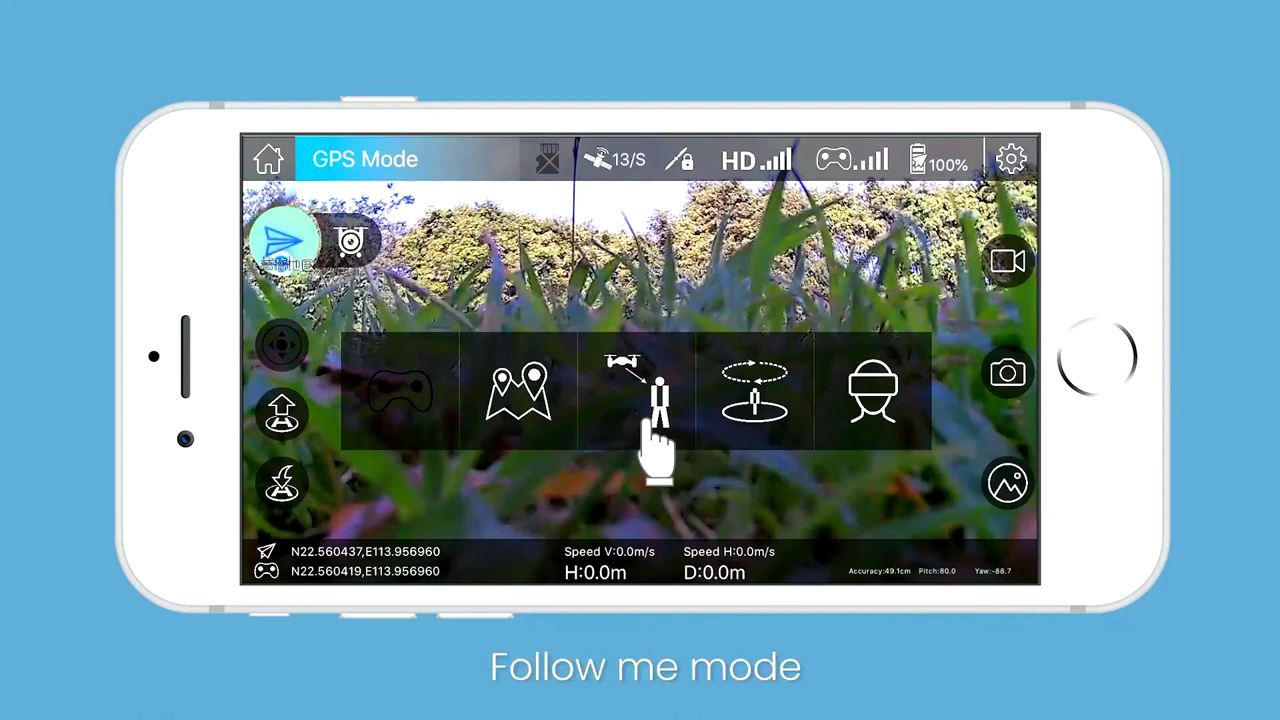 GPS Mode
13/S
HD
100%
N22.560437,E113.956960
N22.560419,E113.956960
Speed V:0.0m/s
Speed H:0.0m/s
H:0.0m
D:0.0m
Accuracy:49.1cm
Pitch:80.0
Yaw:-88.7
Follow me mode